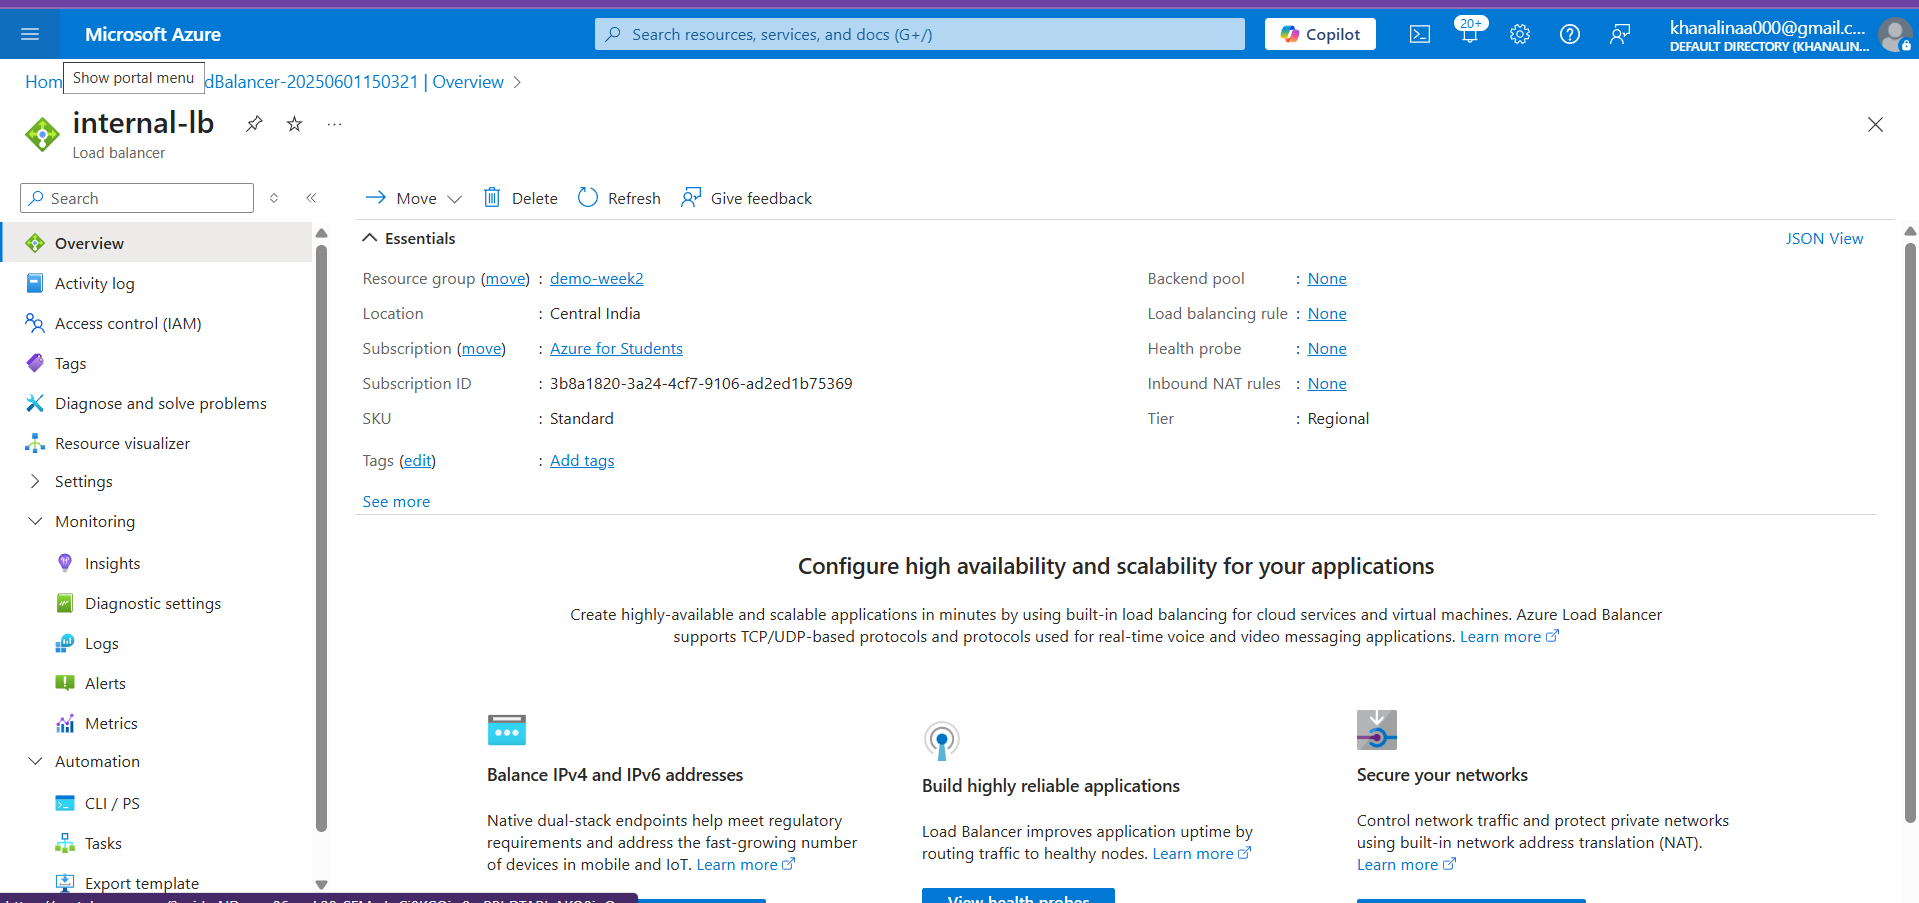 Microsoft Azure
Search resources, services, and docs (G+/)
Copilot
20+
khanalinaa000@gmail.c...
DEFAULT DIRECTORY (KHANALIN...
Show portal menu
dBalancer-20250601150321 | Overview
internal-lb
Load balancer
Search
Move
Delete
Refresh
Give feedback
Overview
Activity log
Access control (IAM)
Tags
Diagnose and solve problems
Resource visualizer
Settings
Monitoring
Insights
Diagnostic settings
Logs
Alerts
Metrics
Automation
CLI / PS
Tasks
Export template
Essentials
JSON View
Resource group (move) : demo-week2
Location : Central India
Subscription (move) : Azure for Students
Subscription ID : 3b8a1820-3a24-4cf7-9106-ad2ed1b75369
SKU : Standard
Tags (edit) : Add tags
See more
Backend pool : None
Load balancing rule : None
Health probe : None
Inbound NAT rules : None
Tier : Regional
Configure high availability and scalability for your applications
Create highly-available and scalable applications in minutes by using built-in load balancing for cloud services and virtual machines. Azure Load Balancer
supports TCP/UDP-based protocols and protocols used for real-time voice and video messaging applications. Learn more
Balance IPv4 and IPv6 addresses
Native dual-stack endpoints help meet regulatory
requirements and address the fast-growing number
of devices in mobile and IoT. Learn more
Build highly reliable applications
Load Balancer improves application uptime by
routing traffic to healthy nodes. Learn more
View health probes
Secure your networks
Control network traffic and protect private networks
using built-in network address translation (NAT).
Learn more